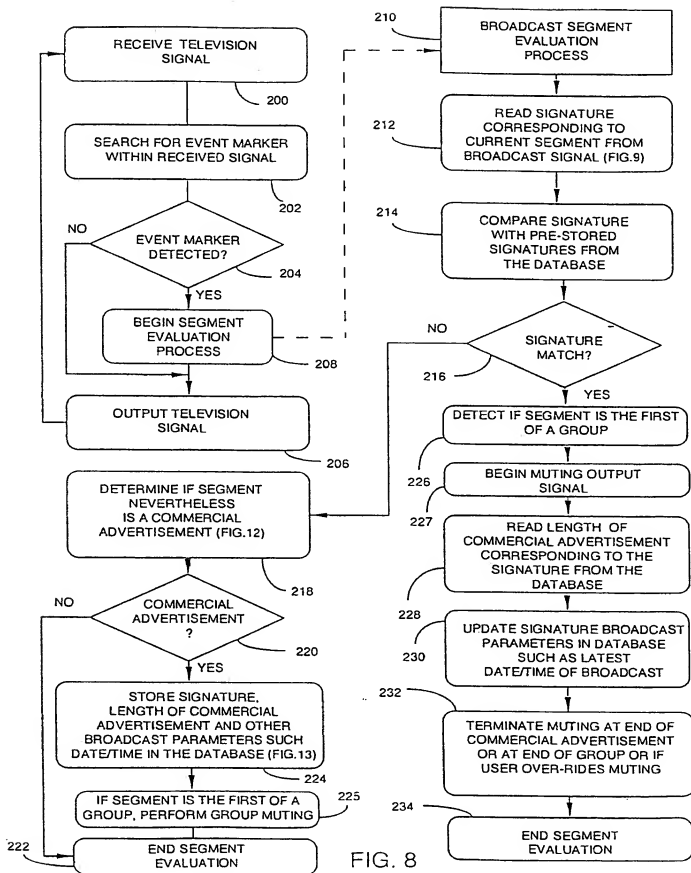 RECEIVE TELEVISION
SIGNAL
200
SEARCH FOR EVENT MARKER
WITHIN RECEIVED SIGNAL
202
NO
EVENT MARKER
DETECTED?
204
YES
BEGIN SEGMENT
EVALUATION
PROCESS
208
OUTPUT TELEVISION
SIGNAL
206
210
BROADCAST SEGMENT
EVALUATION
PROCESS
212
READ SIGNATURE
CORRESPONDING TO
CURRENT SEGMENT FROM
BROADCAST SIGNAL (FIG.9)
214
COMPARE SIGNATURE
WITH PRE-STORED
SIGNATURES FROM
THE DATABASE
NO
SIGNATURE
MATCH?
216
YES
DETERMINE IF SEGMENT
NEVERTHELESS
IS A COMMERCIAL
ADVERTISEMENT (FIG.12)
218
NO
COMMERCIAL
ADVERTISEMENT
?
220
YES
STORE SIGNATURE,
LENGTH OF COMMERCIAL
ADVERTISEMENT AND OTHER
BROADCAST PARAMETERS SUCH
DATE/TIME IN THE DATABASE (FIG.13)
224
IF SEGMENT IS THE FIRST OF A
GROUP, PERFORM GROUP MUTING
225
222
END SEGMENT
EVALUATION
DETECT IF SEGMENT IS THE FIRST
OF A GROUP
226
BEGIN MUTING OUTPUT
SIGNAL
227
READ LENGTH OF
COMMERCIAL ADVERTISEMENT
CORRESPONDING TO THE
SIGNATURE FROM THE
DATABASE
228
230
UPDATE SIGNATURE BROADCAST
PARAMETERS IN DATABASE
SUCH AS LATEST
DATE/TIME OF BROADCAST
232
TERMINATE MUTING AT END OF
COMMERCIAL ADVERTISEMENT
OR AT END OF GROUP OR IF
USER OVER-RIDES MUTING
234
END SEGMENT
EVALUATION
FIG. 8